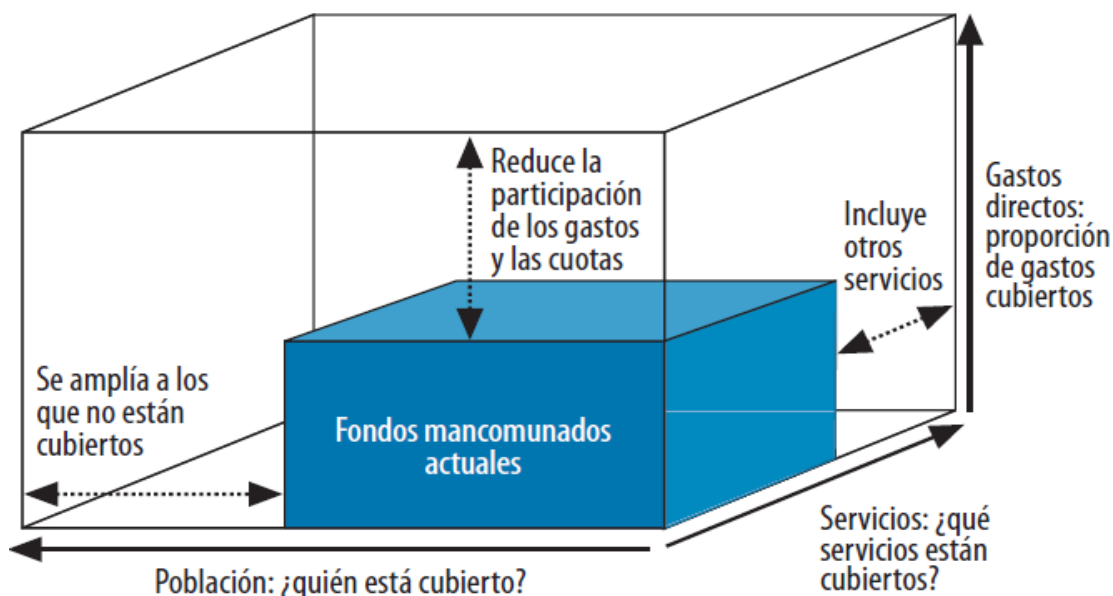 Reduce la
participación
de los gastos
y las cuotas
Incluye
otros
servicios
Gastos
directos:
proporción
de gastos
cubiertos
Se amplía a los
que no están
cubiertos
Fondos mancomunados
actuales
Servicios: ¿qué
servicios están
cubiertos?
Población: ¿quién está cubierto?